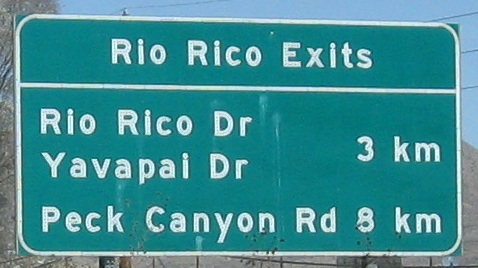 Rio Rico Exits
Rio Rico Dr
Yavapai Dr
3 km
Peck Canyon Rd 8 km